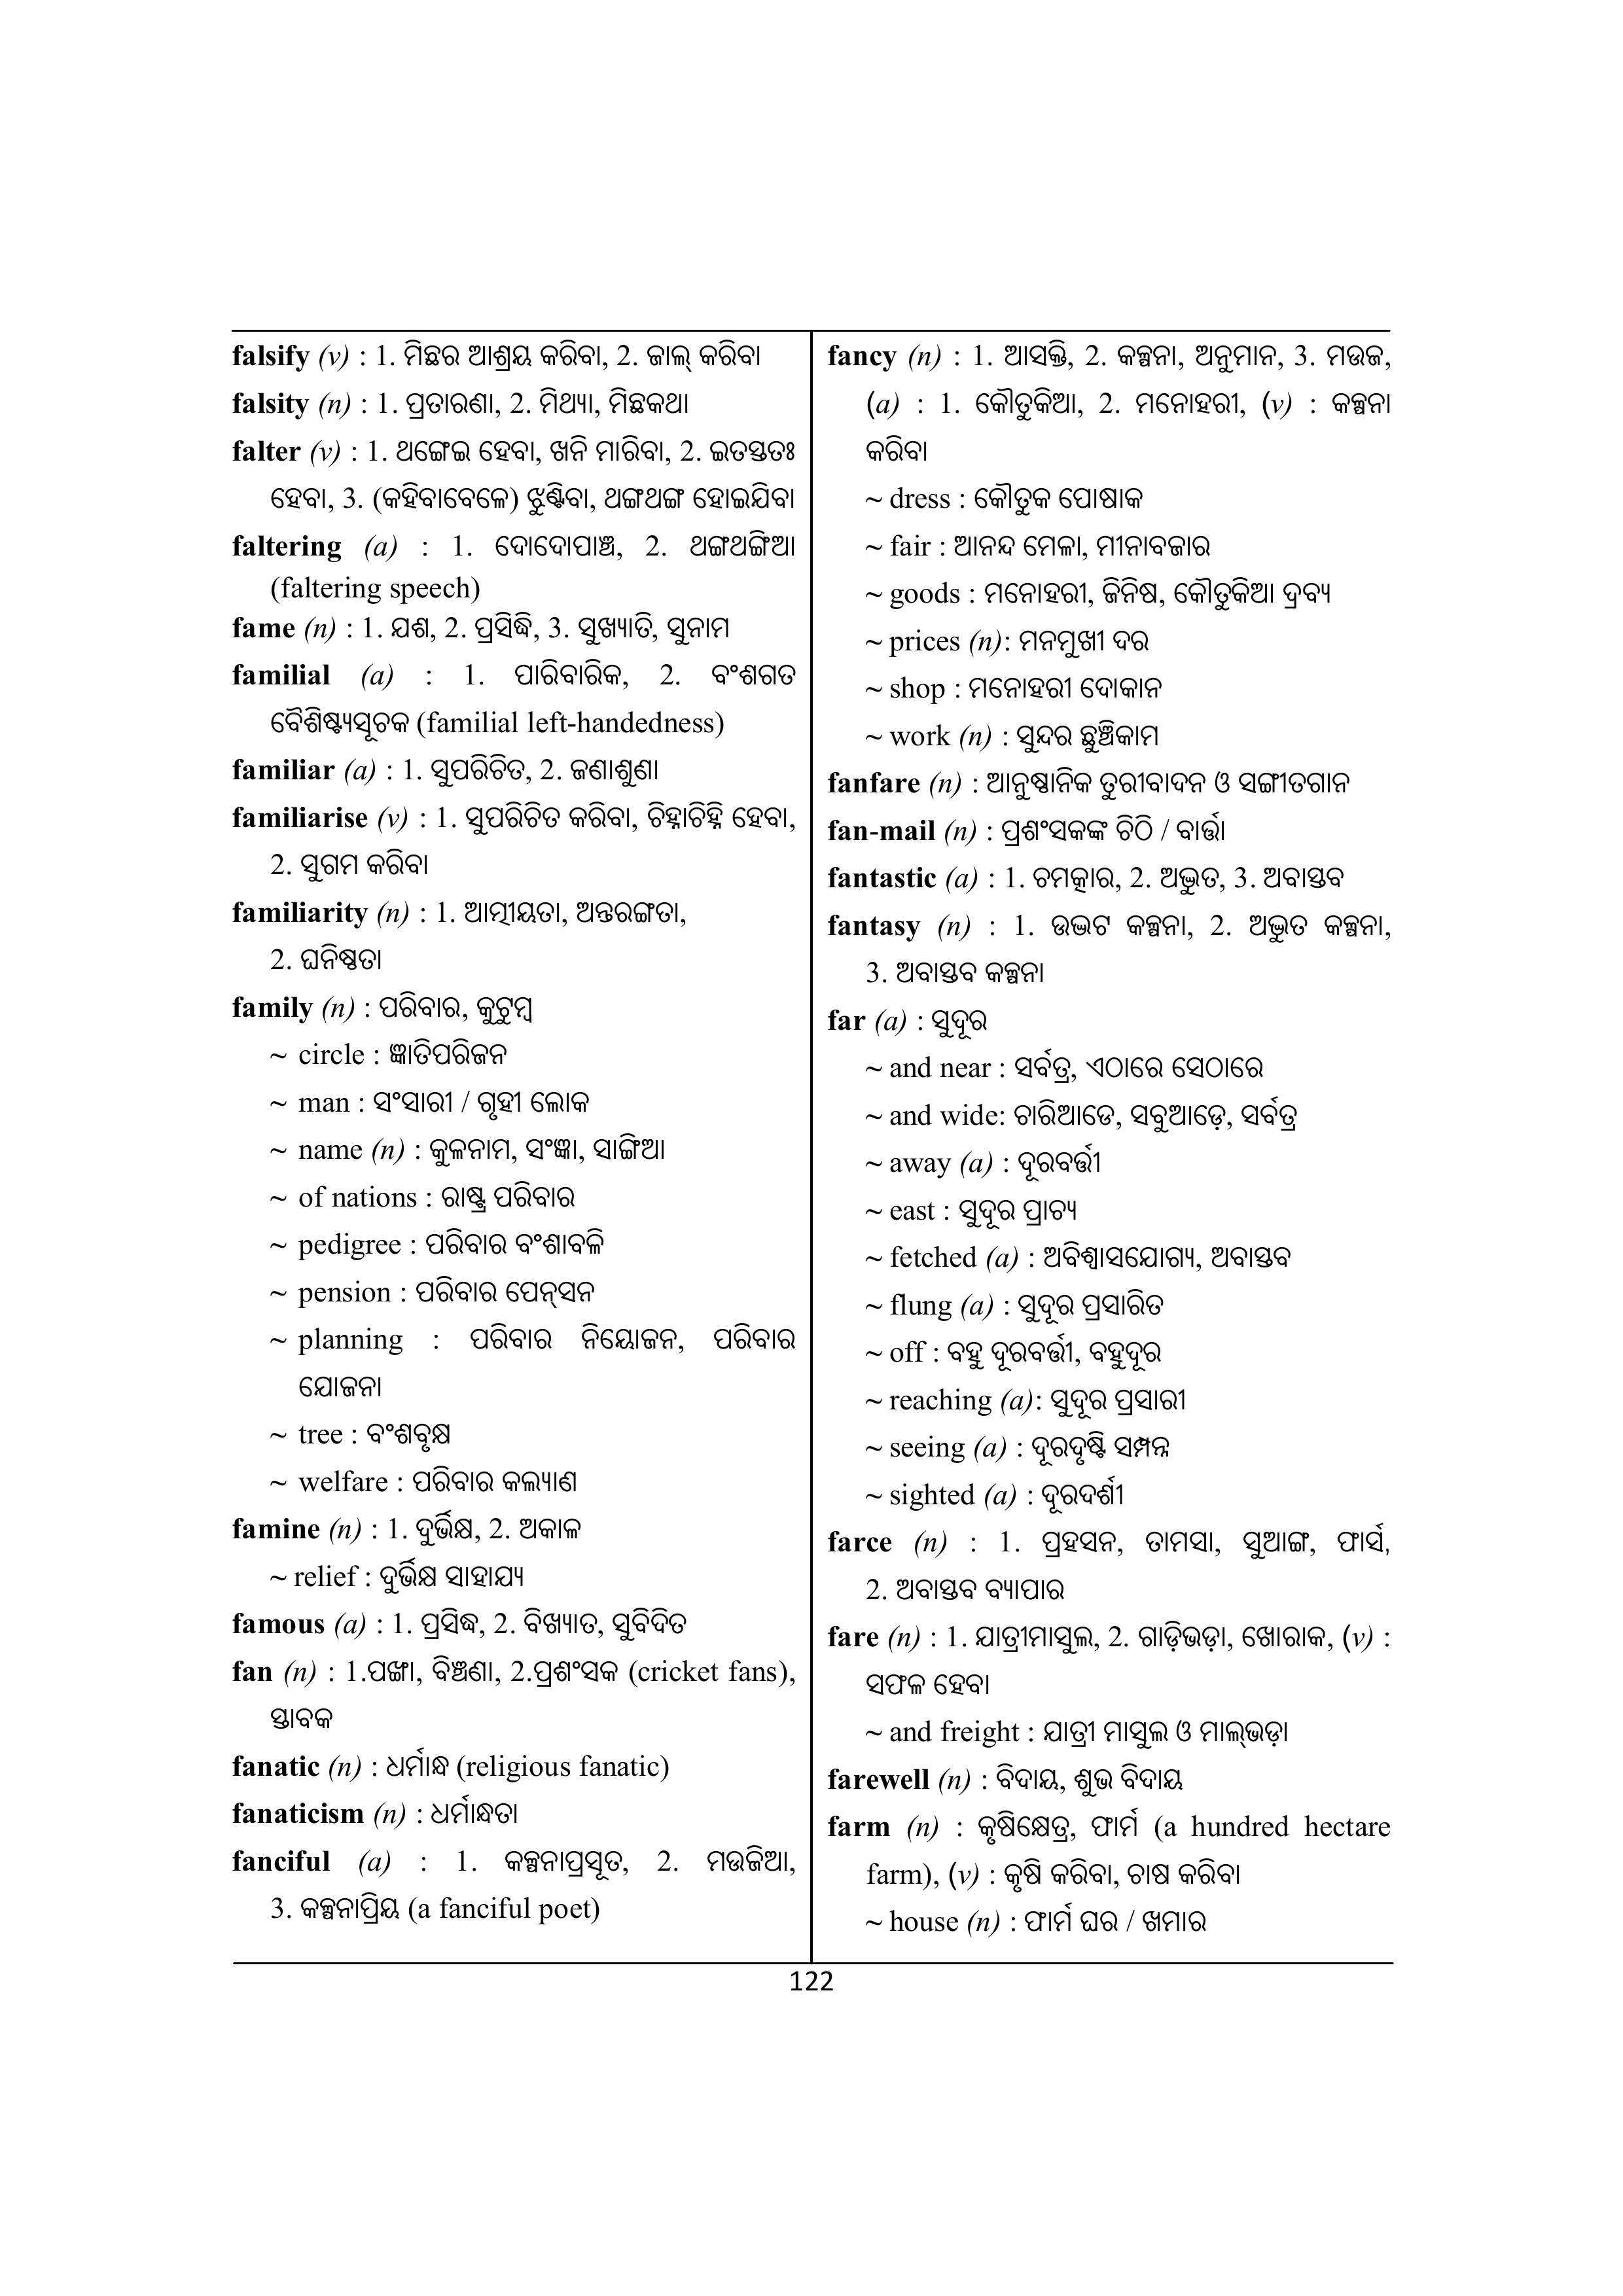 falsify (v) : 1. ମିଛର ଆଶ୍ରୟ କରିବା, 2. ଜାଲ୍ କରିବା
falsity (n) : 1. ପ୍ରତାରଣା, 2. ମିଥ୍ୟା, ମିଛକଥା
falter (v) : 1. ଥଙ୍ଗେଇ ହେବା, ଖନି ମାରିବା, 2. ଇତସ୍ତତଃ
ହେବା, 3. (କହିବାବେଳେ) ଝୁଣ୍ଟିବା, ଥଙ୍ଗଥଙ୍ଗ ହୋଇଯିବା
faltering (a) : 1. ଦୋଦୋପାଞ୍ଚ, 2. ଥଙ୍ଗଥଙ୍ଗିଆ
(faltering speech)
fame (n) : 1. ଯଶ, 2. ପ୍ରସିଦ୍ଧି, 3. ସୁଖ୍ୟାତି, ସୁନାମ
familial (a) : 1. ପାରିବାରିକ, 2. ବଂଶଗତ
ବୈଶିଷ୍ଟ୍ୟସୂଚକ (familial left-handedness)
familiar (a) : 1. ସୁପରିଚିତ, 2. ଜଣାଶୁଣା
familiarise (v) : 1. ସୁପରିଚିତ କରିବା, ଚିହ୍ନାଚିହ୍ନି ହେବା,
2. ସୁଗମ କରିବା
familiarity (n) : 1. ଆତ୍ମୀୟତା, ଅନ୍ତରଙ୍ଗତା,
2. ଘନିଷ୍ଠତା
family (n) : ପରିବାର, କୁଟୁମ୍ବ
~ circle : ଜ୍ଞାତିପରିଜନ
~ man : ସଂସାରୀ / ଗୃହୀ ଲୋକ
~ name (n) : କୁଳନାମ, ସଂଜ୍ଞା, ସାଙ୍ଗିଆ
~ of nations : ରାଷ୍ଟ୍ର ପରିବାର
~ pedigree : ପରିବାର ବଂଶାବଳି
~ pension : ପରିବାର ପେନ୍‌ସନ
~ planning : ପରିବାର ନିୟୋଜନ, ପରିବାର
ଯୋଜନା
~ tree : ବଂଶବୃକ୍ଷ
~ welfare : ପରିବାର କଲ୍ୟାଣ
famine (n) : 1. ଦୁର୍ଭିକ୍ଷ, 2. ଅକାଳ
~ relief : ଦୁର୍ଭିକ୍ଷ ସାହାଯ୍ୟ
famous (a) : 1. ପ୍ରସିଦ୍ଧ, 2. ବିଖ୍ୟାତ, ସୁବିଦିତ
fan (n) : 1.ପଙ୍ଖା, ବିଞ୍ଚଣା, 2.ପ୍ରଶଂସକ (cricket fans),
ସ୍ତାବକ
fanatic (n) : ଧର୍ମାନ୍ଧ (religious fanatic)
fanaticism (n) : ଧର୍ମାନ୍ଧତା
fanciful (a) : 1. କଳ୍ପନାପ୍ରସୂତ, 2. ମଉଜିଆ,
3. କଳ୍ପନାପ୍ରିୟ (a fanciful poet)
fancy (n) : 1. ଆସକ୍ତି, 2. କଳ୍ପନା, ଅନୁମାନ, 3. ମଉଜ,
(a) : 1. କୌତୁକିଆ, 2. ମନୋହରୀ, (v) : କଳ୍ପନା
କରିବା
~ dress : କୌତୁକ ପୋଷାକ
~ fair : ଆନନ୍ଦ ମେଳା, ମୀନାବଜାର
~ goods : ମନୋହରୀ, ଜିନିଷ, କୌତୁକିଆ ଦ୍ରବ୍ୟ
~ prices (n): ମନମୁଖୀ ଦର
~ shop : ମନୋହରୀ ଦୋକାନ
~ work (n) : ସୁନ୍ଦର ଛୁଞ୍ଚିକାମ
fanfare (n) : ଆନୁଷ୍ଠାନିକ ତୁରୀବାଦନ ଓ ସଙ୍ଗୀତଗାନ
fan-mail (n) : ପ୍ରଶଂସକଙ୍କ ଚିଠି / ବାର୍ତ୍ତା
fantastic (a) : 1. ଚମତ୍କାର, 2. ଅଦ୍ଭୁତ, 3. ଅବାସ୍ତବ
fantasy (n) : 1. ଉଦ୍ଭଟ କଳ୍ପନା, 2. ଅଦ୍ଭୁତ କଳ୍ପନା,
3. ଅବାସ୍ତବ କଳ୍ପନା
far (a) : ସୁଦୂର
~ and near : ସର୍ବତ୍ର, ଏଠାରେ ସେଠାରେ
~ and wide: ଚାରିଆଡେ, ସବୁଆଡ଼େ, ସର୍ବତ୍ର
~ away (a) : ଦୂରବର୍ତ୍ତୀ
~ east : ସୁଦୂର ପ୍ରାଚ୍ୟ
~ fetched (a) : ଅବିଶ୍ୱାସଯୋଗ୍ୟ, ଅବାସ୍ତବ
~ flung (a) : ସୁଦୂର ପ୍ରସାରିତ
~ off : ବହୁ ଦୂରବର୍ତ୍ତୀ, ବହୁଦୂର
~ reaching (a): ସୁଦୂର ପ୍ରସାରୀ
~ seeing (a) : ଦୂରଦୃଷ୍ଟି ସମ୍ପନ୍ନ
~ sighted (a) : ଦୂରଦର୍ଶୀ
farce (n) : 1. ପ୍ରହସନ, ତାମସା, ସୁଆଙ୍ଗ, ଫାର୍ସ,
2. ଅବାସ୍ତବ ବ୍ୟାପାର
fare (n) : 1. ଯାତ୍ରୀମାସୁଲ, 2. ଗାଡ଼ିଭଡ଼ା, ଖୋରାକ, (v) :
ସଫଳ ହେବା
~ and freight : ଯାତ୍ରୀ ମାସୁଲ ଓ ମାଲ୍‌ଭଡ଼ା
farewell (n) : ବିଦାୟ, ଶୁଭ ବିଦାୟ
farm (n) : କୃଷିକ୍ଷେତ୍ର, ଫାର୍ମ (a hundred hectare
farm), (v) : କୃଷି କରିବା, ଚାଷ କରିବା
~ house (n) : ଫାର୍ମ ଘର / ଖମାର
122